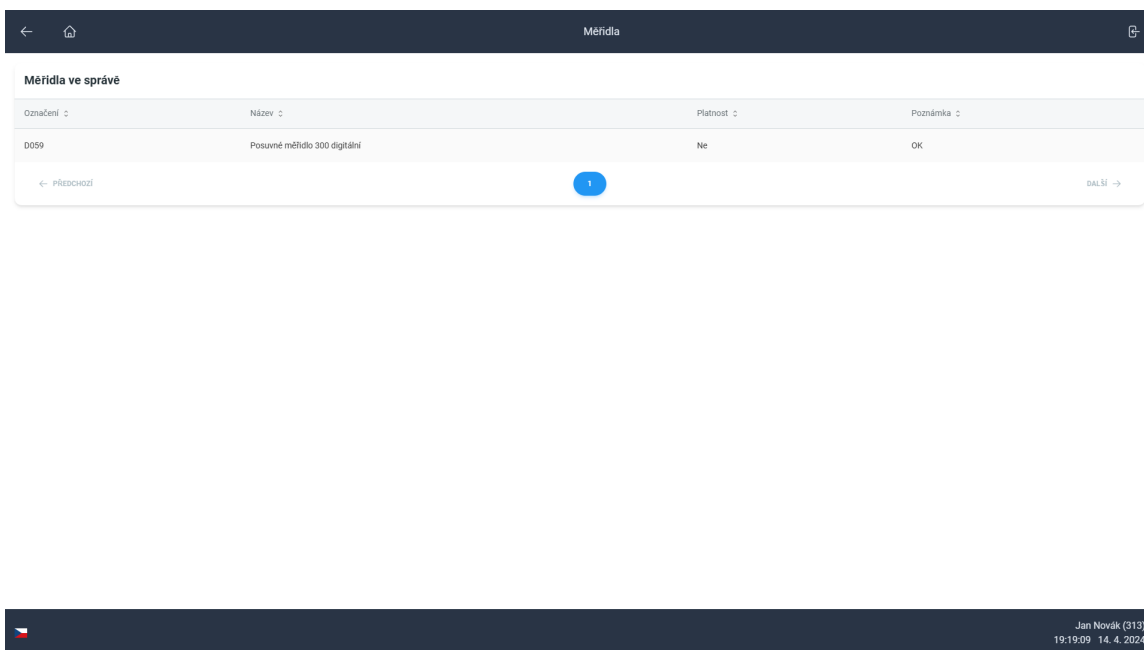 Měřidla
Měřidla ve správě
Označení Název Platnost Poznámka
D059 Posuvné měřidlo 300 digitální Ne OK
← PŘEDCHOZÍ 1 DALŠÍ →
Jan Novák (313)
19:19:09 14. 4. 2024